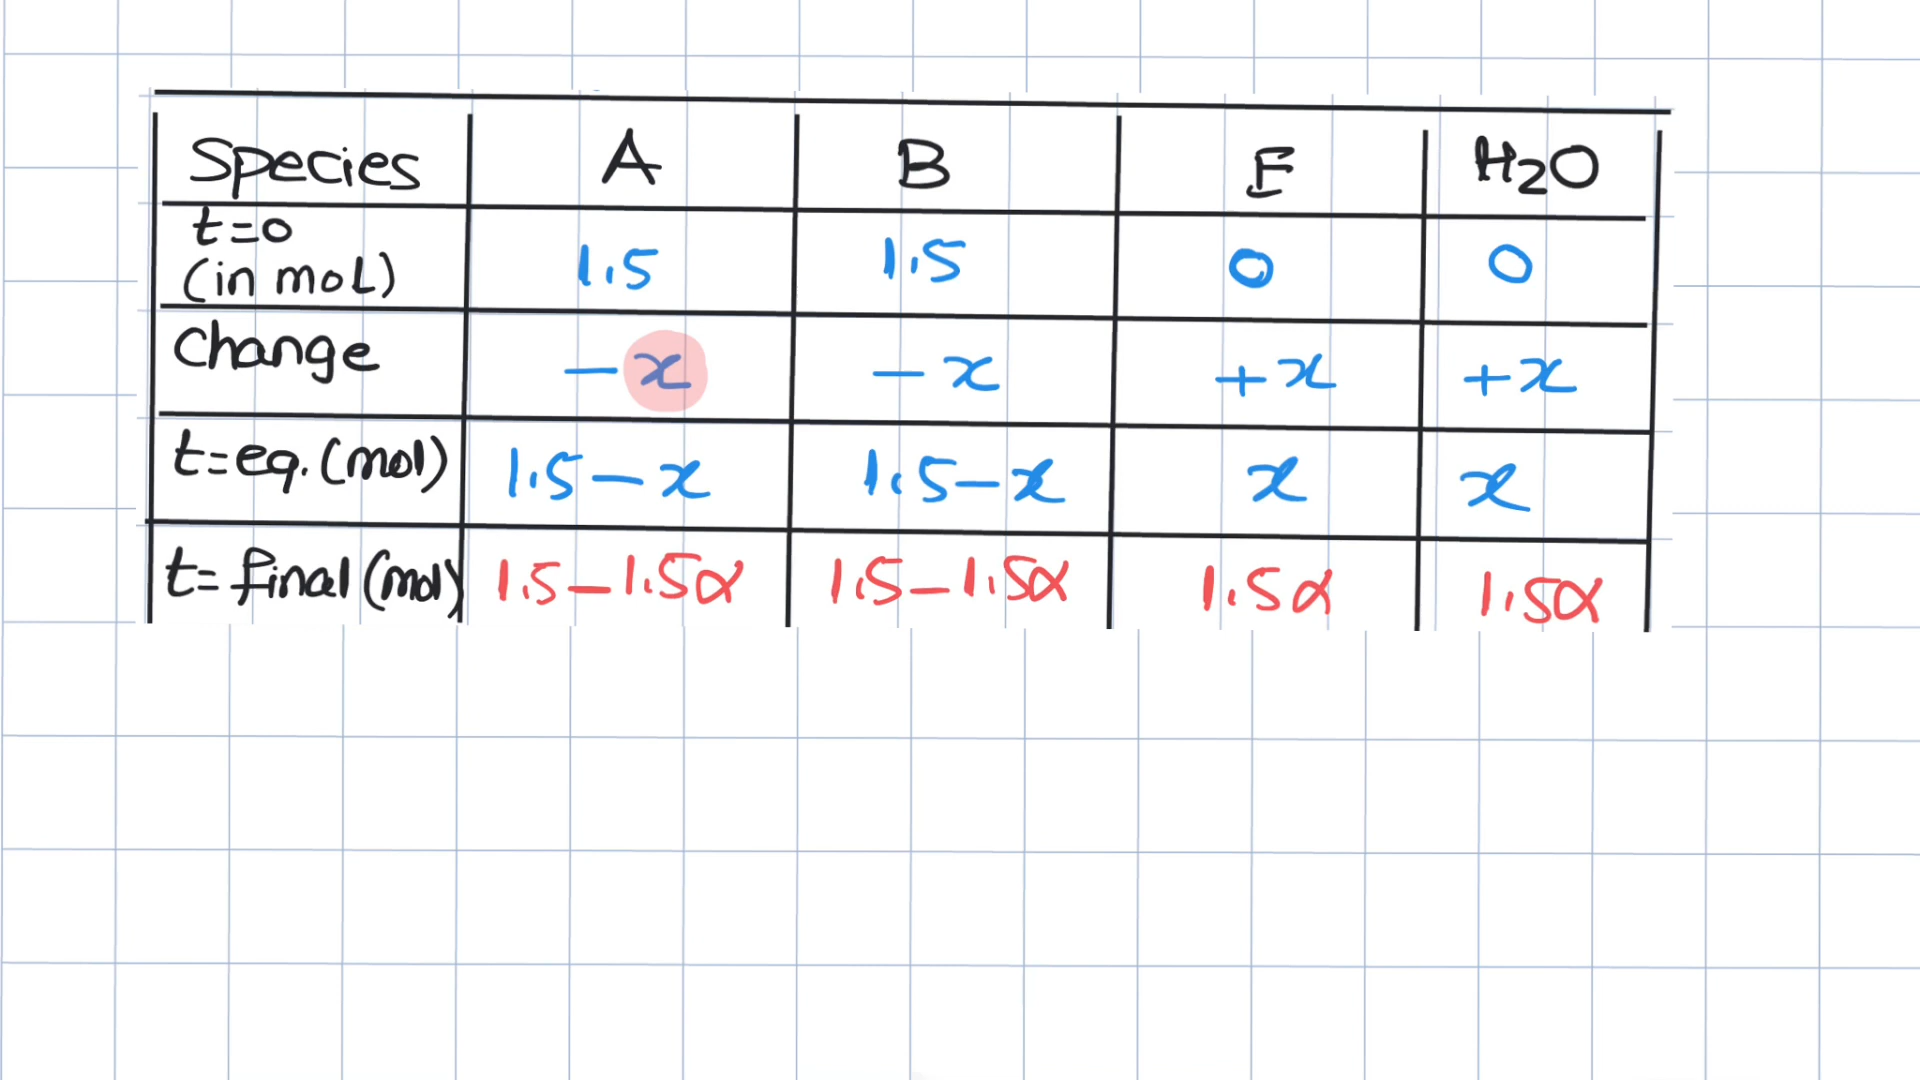 Species A B E H2O
t=0
(in mol) 1.5 1.5 0 0
Change −x −x +x +x
t=eq.(mol) 1.5−x 1.5−x x x
t=final(mol) 1.5−1.5α 1.5−1.5α 1.5α 1.5α